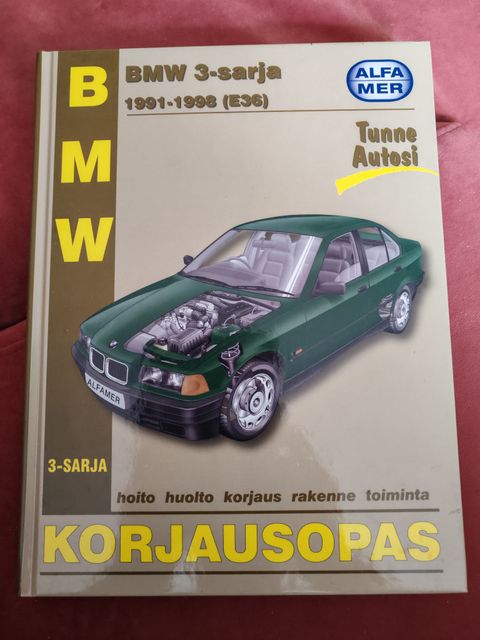 B
M
W
3-SARJA
BMW 3-sarja
1991-1998 (E36)
ALFA
MER
Tunne
Autosi
ALFAMER
hoito huolto korjaus rakenne toiminta
KORJAUSOPAS